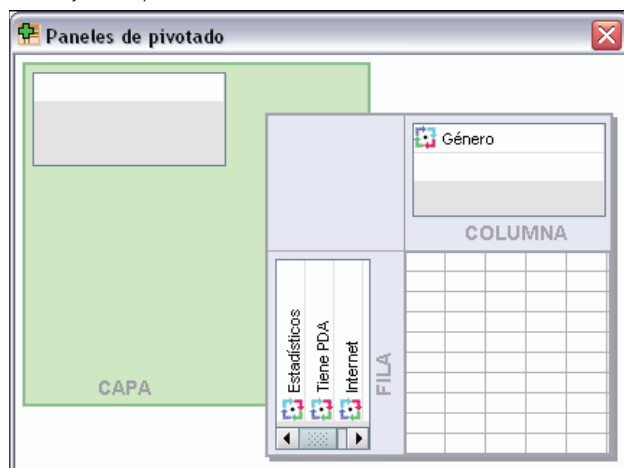 Paneles de pivotado
Género
COLUMNA
Estadísticos
Tiene PDA
Internet
FILA
CAPA